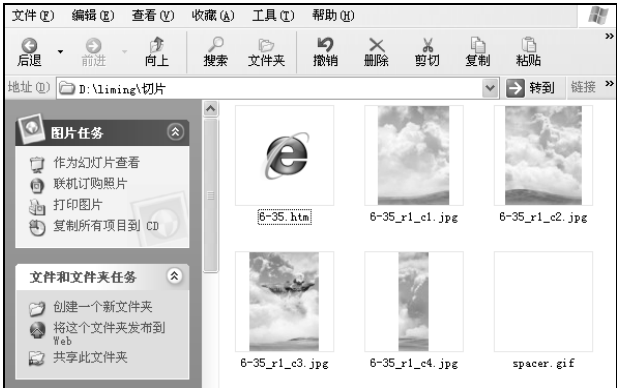 文件(F) 编辑(E) 查看(V) 收藏(A) 工具(T) 帮助(H)
后退 前进 向上 搜索 文件夹 撤销 删除 剪切 复制 粘贴 »
地址(D) D:\liming\切片 转到 链接 »
图片任务
作为幻灯片查看
联机订购照片
打印图片
复制所有项目到 CD
文件和文件夹任务
创建一个新文件夹
将这个文件夹发布到
Web
共享此文件夹
6-35.htm 6-35_r1_c1.jpg 6-35_r1_c2.jpg
6-35_r1_c3.jpg 6-35_r1_c4.jpg spacer.gif